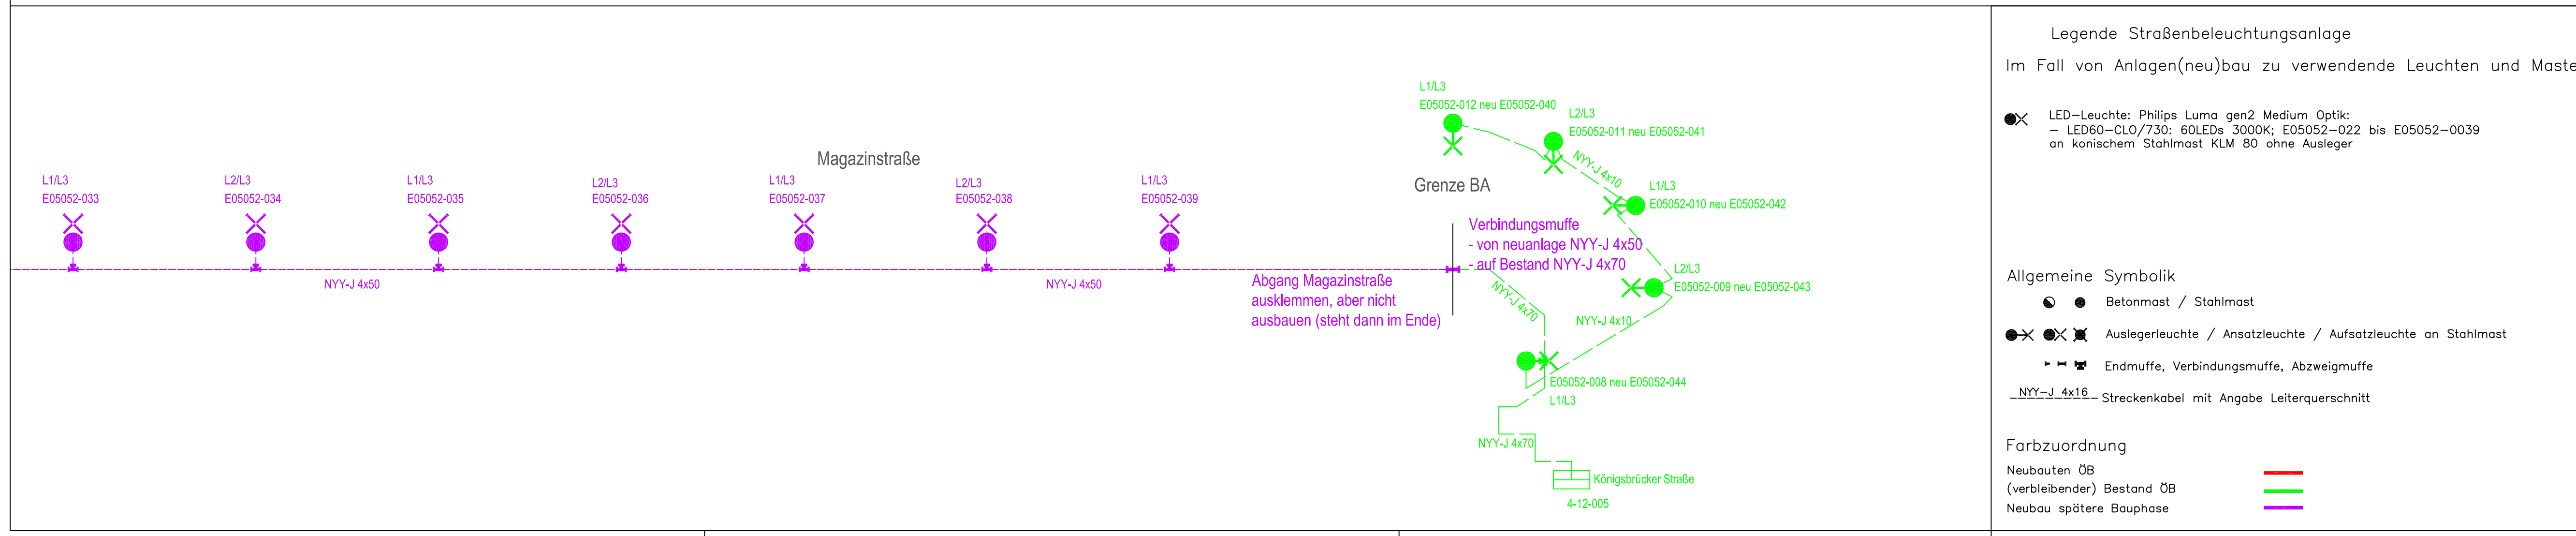 L1/L3
E05052-033
L2/L3
E05052-034
L1/L3
E05052-035
L2/L3
E05052-036
L1/L3
E05052-037
L2/L3
E05052-038
L1/L3
E05052-039
Magazinstraße
NYY-J 4x50
NYY-J 4x50
Abgang Magazinstraße
ausklemmen, aber nicht
ausbauen (steht dann im Ende)
Grenze BA
Verbindungsmuffe
- von neuanlage NYY-J 4x50
- auf Bestand NYY-J 4x70
L1/L3
E05052-012 neu E05052-040
L2/L3
E05052-011 neu E05052-041
NYY-J 4x10
L1/L3
E05052-010 neu E05052-042
L2/L3
E05052-009 neu E05052-043
NYY-J 4x70
NYY-J 4x10
E05052-008 neu E05052-044
L1/L3
NYY-J 4x70
Königsbrücker Straße
4-12-005
Legende Straßenbeleuchtungsanlage
Im Fall von Anlagen(neu)bau zu verwendende Leuchten und Maste
LED-Leuchte: Philips Luma gen2 Medium Optik:
- LED60-CLO/730: 60LEDs 3000K; E05052-022 bis E05052-0039
an konischem Stahlmast KLM 80 ohne Ausleger
Allgemeine Symbolik
Betonmast / Stahlmast
Auslegerleuchte / Ansatzleuchte / Aufsatzleuchte an Stahlmast
Endmuffe, Verbindungsmuffe, Abzweigmuffe
NYY-J 4x16
Streckenkabel mit Angabe Leiterquerschnitt
Farbzuordnung
Neubauten ÖB
(verbleibender) Bestand ÖB
Neubau spätere Bauphase